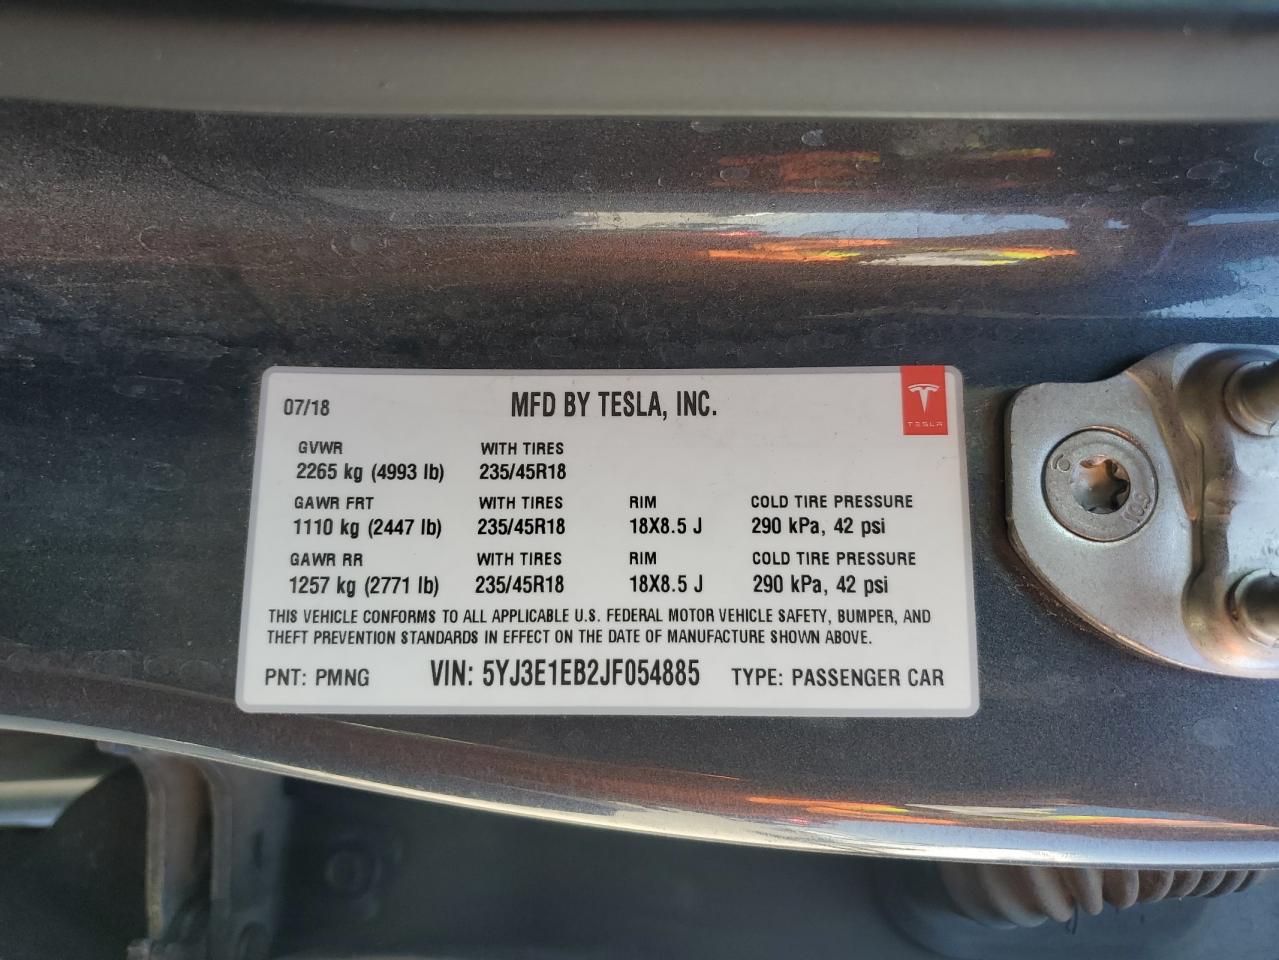 07/18 MFD BY TESLA, INC.
TESLA
GVWR WITH TIRES
2265 kg (4993 lb) 235/45R18
GAWR FRT WITH TIRES RIM COLD TIRE PRESSURE
1110 kg (2447 lb) 235/45R18 18X8.5 J 290 kPa, 42 psi
GAWR RR WITH TIRES RIM COLD TIRE PRESSURE
1257 kg (2771 lb) 235/45R18 18X8.5 J 290 kPa, 42 psi
THIS VEHICLE CONFORMS TO ALL APPLICABLE U.S. FEDERAL MOTOR VEHICLE SAFETY, BUMPER, AND
THEFT PREVENTION STANDARDS IN EFFECT ON THE DATE OF MANUFACTURE SHOWN ABOVE.
PNT: PMNG VIN: 5YJ3E1EB2JF054885 TYPE: PASSENGER CAR